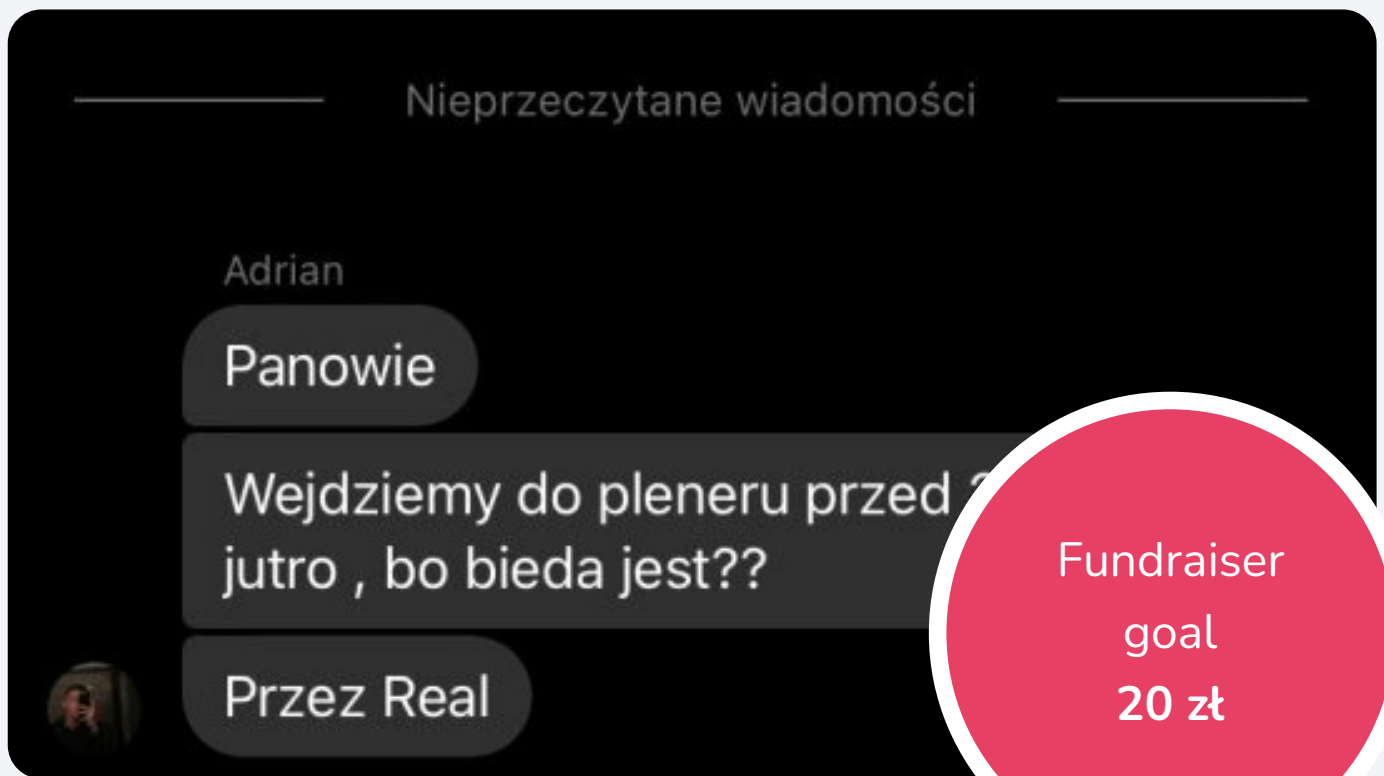 Nieprzeczytane wiadomości
Adrian
Panowie
Wejdziemy do pleneru przed
jutro , bo bieda jest??
Przez Real
Fundraiser
goal
20 zł